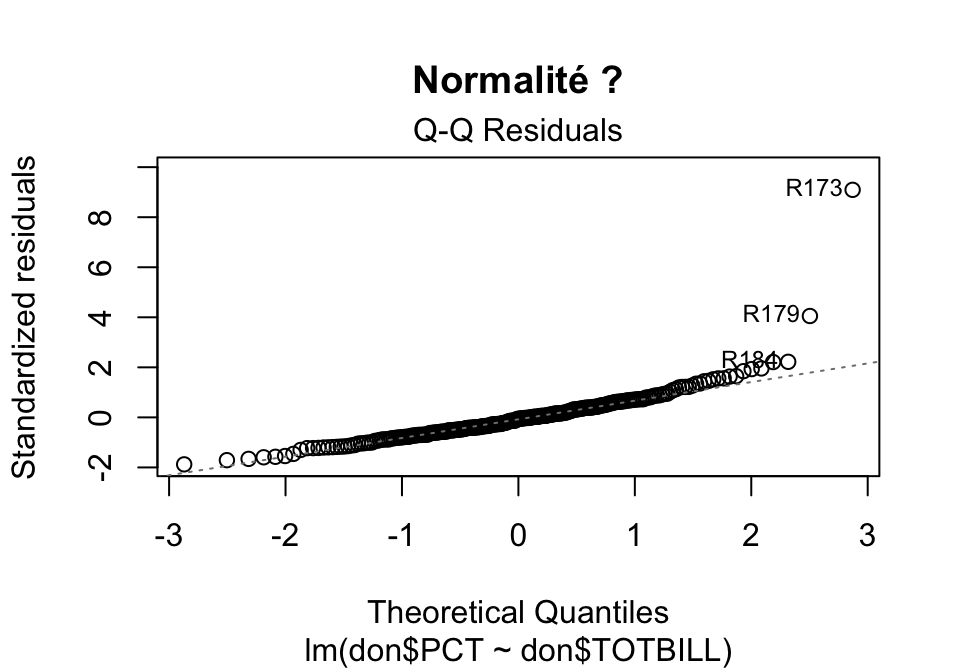 Normalité ?
Q-Q Residuals
Standardized residuals
8
6
4
2
0
-2
R173
R179
R184
-3 -2 -1 0 1 2 3
Theoretical Quantiles
lm(don$PCT ~ don$TOTBILL)